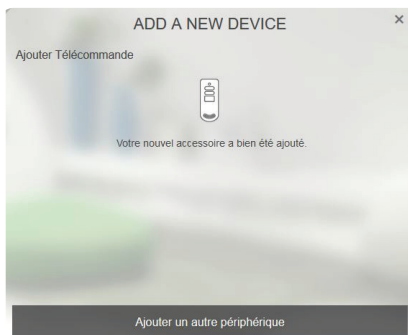 ADD A NEW DEVICE
×
Ajouter Télécommande
Votre nouvel accessoire a bien été ajouté.
Ajouter un autre périphérique